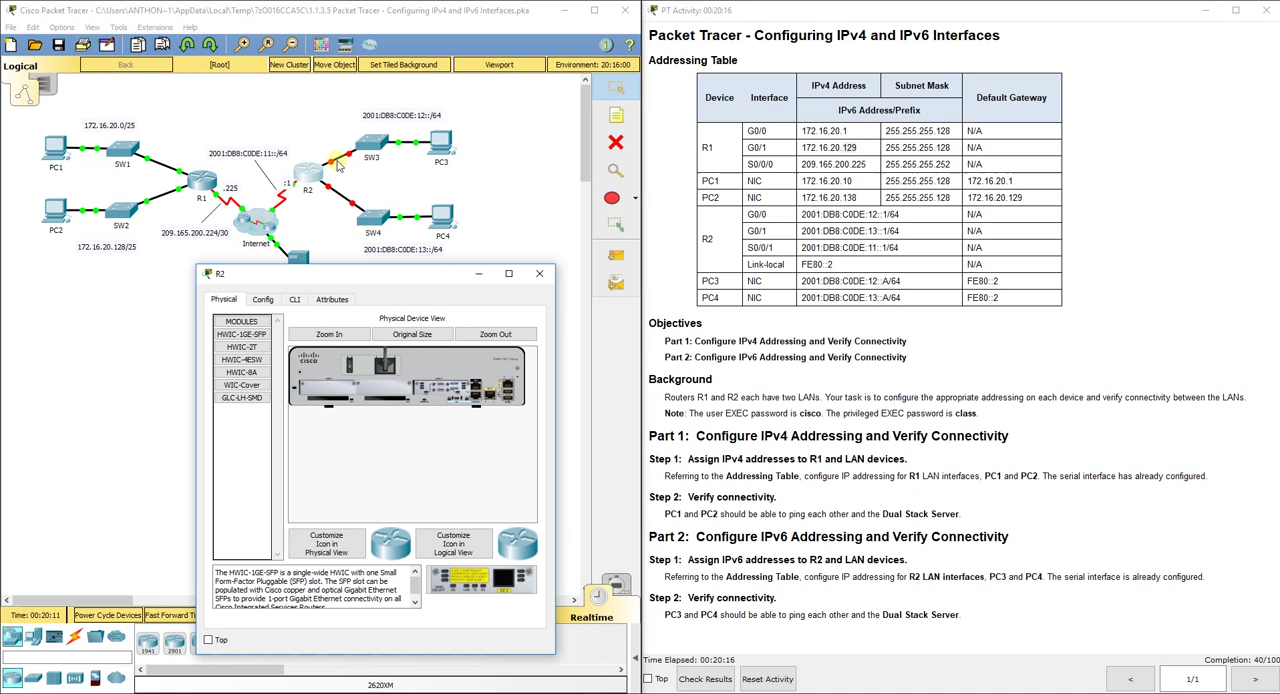 Cisco Packet Tracer - C:\Users\ANTHON~1\AppData\Local\Temp\7zO016CCA5C\1.1.3.5 Packet Tracer - Configuring IPv4 and IPv6 Interfaces.pka
File Edit Options View Tools Extensions Help
Logical Back [Root] New Cluster Move Object Set Tiled Background Viewport Environment: 20:16:00
2001:DB8:C0DE:12::/64
172.16.20.0/25
2001:DB8:C0DE:11::/64
PC1
SW1
SW3
PC3
R1
.225
:1
R2
PC2
SW2
209.165.200.224/30
Internet
SW4
PC4
172.16.20.128/25
2001:DB8:C0DE:13::/64
R2
Physical Config CLI Attributes
MODULES
HWIC-1GE-SFP
HWIC-2T
HWIC-4ESW
HWIC-8A
WIC-Cover
GLC-LH-SMD
Physical Device View
Zoom In Original Size Zoom Out
CISCO
Customize Icon in Physical View
Customize Icon in Logical View
The HWIC-1GE-SFP is a single-wide HWIC with one Small
Form-Factor Pluggable (SFP) slot. The SFP slot can be
populated with Cisco copper and optical Gigabit Ethernet
SFPs to provide 1-port Gigabit Ethernet connectivity on all
Cisco Integrated Services Routers.
Top
Time: 00:20:11 Power Cycle Devices Fast Forward Ti
Realtime
1941 2901
2620XM
PT Activity: 00:20:16
Packet Tracer - Configuring IPv4 and IPv6 Interfaces
Addressing Table
Device Interface IPv4 Address Subnet Mask Default Gateway
IPv6 Address/Prefix
R1 G0/0 172.16.20.1 255.255.255.128 N/A
G0/1 172.16.20.129 255.255.255.128 N/A
S0/0/0 209.165.200.225 255.255.255.252 N/A
PC1 NIC 172.16.20.10 255.255.255.128 172.16.20.1
PC2 NIC 172.16.20.138 255.255.255.128 172.16.20.129
R2 G0/0 2001:DB8:C0DE:12::1/64 N/A
G0/1 2001:DB8:C0DE:13::1/64 N/A
S0/0/1 2001:DB8:C0DE:11::1/64 N/A
Link-local FE80::2 N/A
PC3 NIC 2001:DB8:C0DE:12::A/64 FE80::2
PC4 NIC 2001:DB8:C0DE:13::A/64 FE80::2
Objectives
Part 1: Configure IPv4 Addressing and Verify Connectivity
Part 2: Configure IPv6 Addressing and Verify Connectivity
Background
Routers R1 and R2 each have two LANs. Your task is to configure the appropriate addressing on each device and verify connectivity between the LANs.
Note: The user EXEC password is cisco. The privileged EXEC password is class.
Part 1: Configure IPv4 Addressing and Verify Connectivity
Step 1: Assign IPv4 addresses to R1 and LAN devices.
Referring to the Addressing Table, configure IP addressing for R1 LAN interfaces, PC1 and PC2. The serial interface has already configured.
Step 2: Verify connectivity.
PC1 and PC2 should be able to ping each other and the Dual Stack Server.
Part 2: Configure IPv6 Addressing and Verify Connectivity
Step 1: Assign IPv6 addresses to R2 and LAN devices.
Referring to the Addressing Table, configure IP addressing for R2 LAN interfaces, PC3 and PC4. The serial interface is already configured.
Step 2: Verify connectivity.
PC3 and PC4 should be able to ping each other and the Dual Stack Server.
Time Elapsed: 00:20:16 Completion: 40/100
Top Check Results Reset Activity < 1/1 >